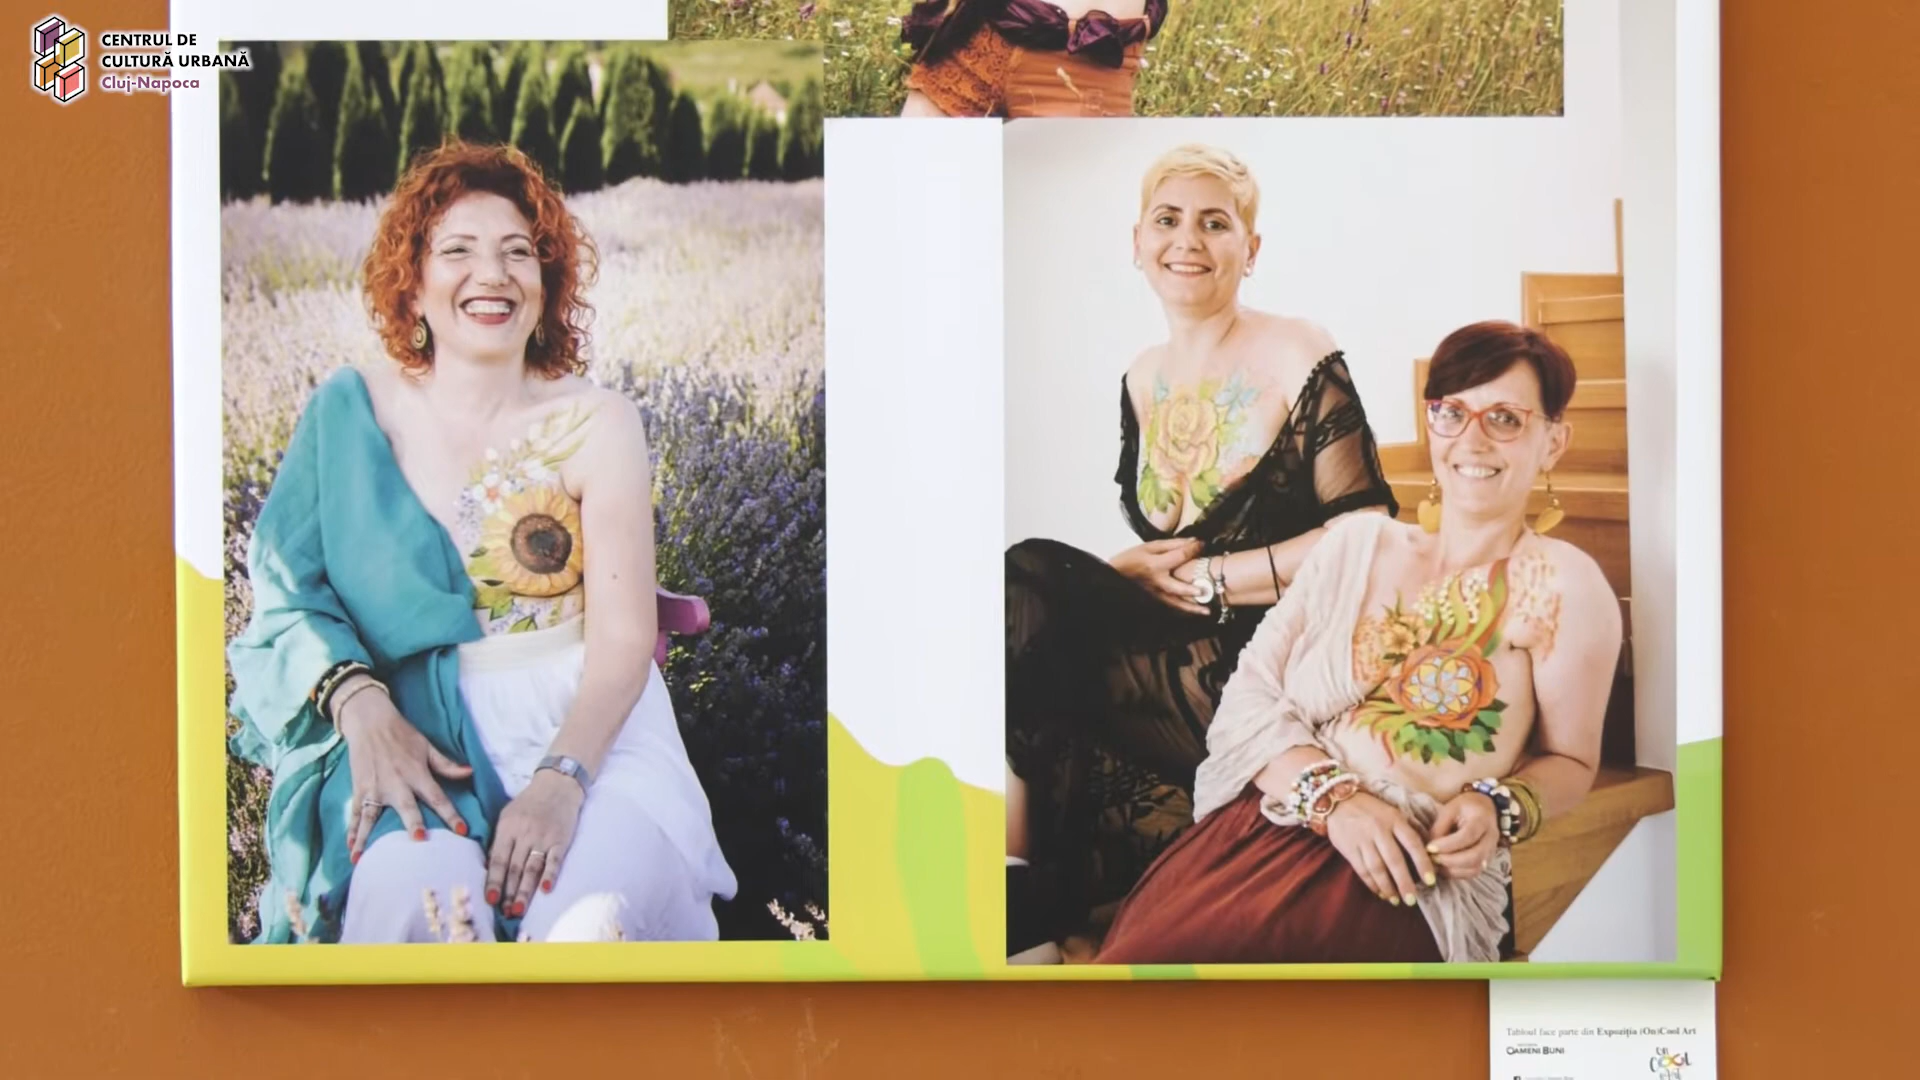 CENTRUL DE
CULTURĂ URBANĂ
Cluj-Napoca
Tabloul face parte din Expoziția (On)Cool Art
OAMENI BUNI